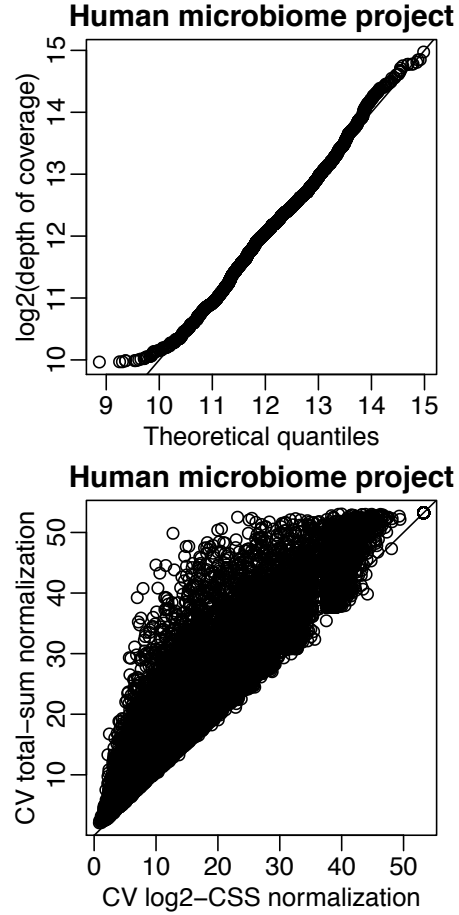 Human microbiome project
log2(depth of coverage)
15
14
13
12
11
10
9 10 11 12 13 14 15
Theoretical quantiles
Human microbiome project
CV total−sum normalization
50
40
30
20
10
0 10 20 30 40 50
CV log2−CSS normalization